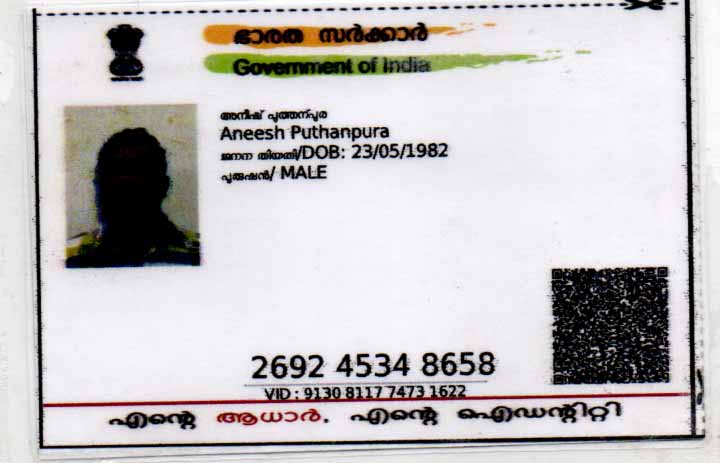 ഭാരത സർക്കാർ
Government of India
അനീഷ് പുത്തന്പുര
Aneesh Puthanpura
ജനന തിയതി/DOB: 23/05/1982
പുരുഷൻ/ MALE
2692 4534 8658
VID : 9130 8117 7473 1622
എന്റെ ആധാർ. എന്റെ ഐഡന്റിറ്റി